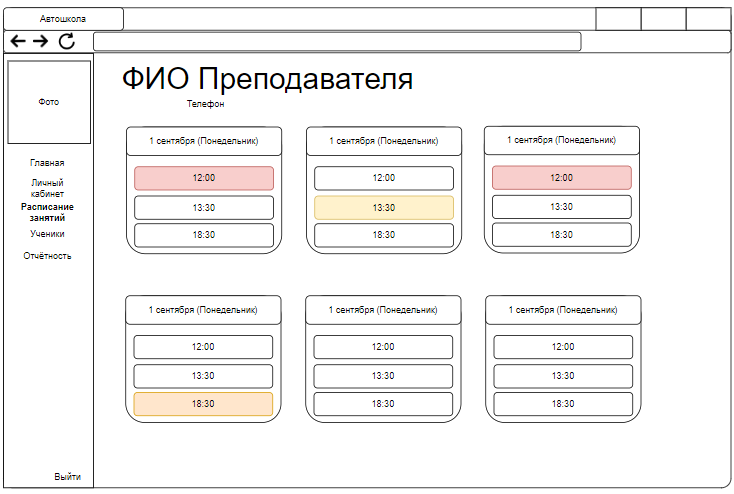 Автошкола
ФИО Преподавателя
Телефон
Фото
Главная
Личный
кабинет
Расписание
занятий
Ученики
Отчётность
Выйти
1 сентября (Понедельник)
12:00
13:30
18:30
1 сентября (Понедельник)
12:00
13:30
18:30
1 сентября (Понедельник)
12:00
13:30
18:30
1 сентября (Понедельник)
12:00
13:30
18:30
1 сентября (Понедельник)
12:00
13:30
18:30
1 сентября (Понедельник)
12:00
13:30
18:30